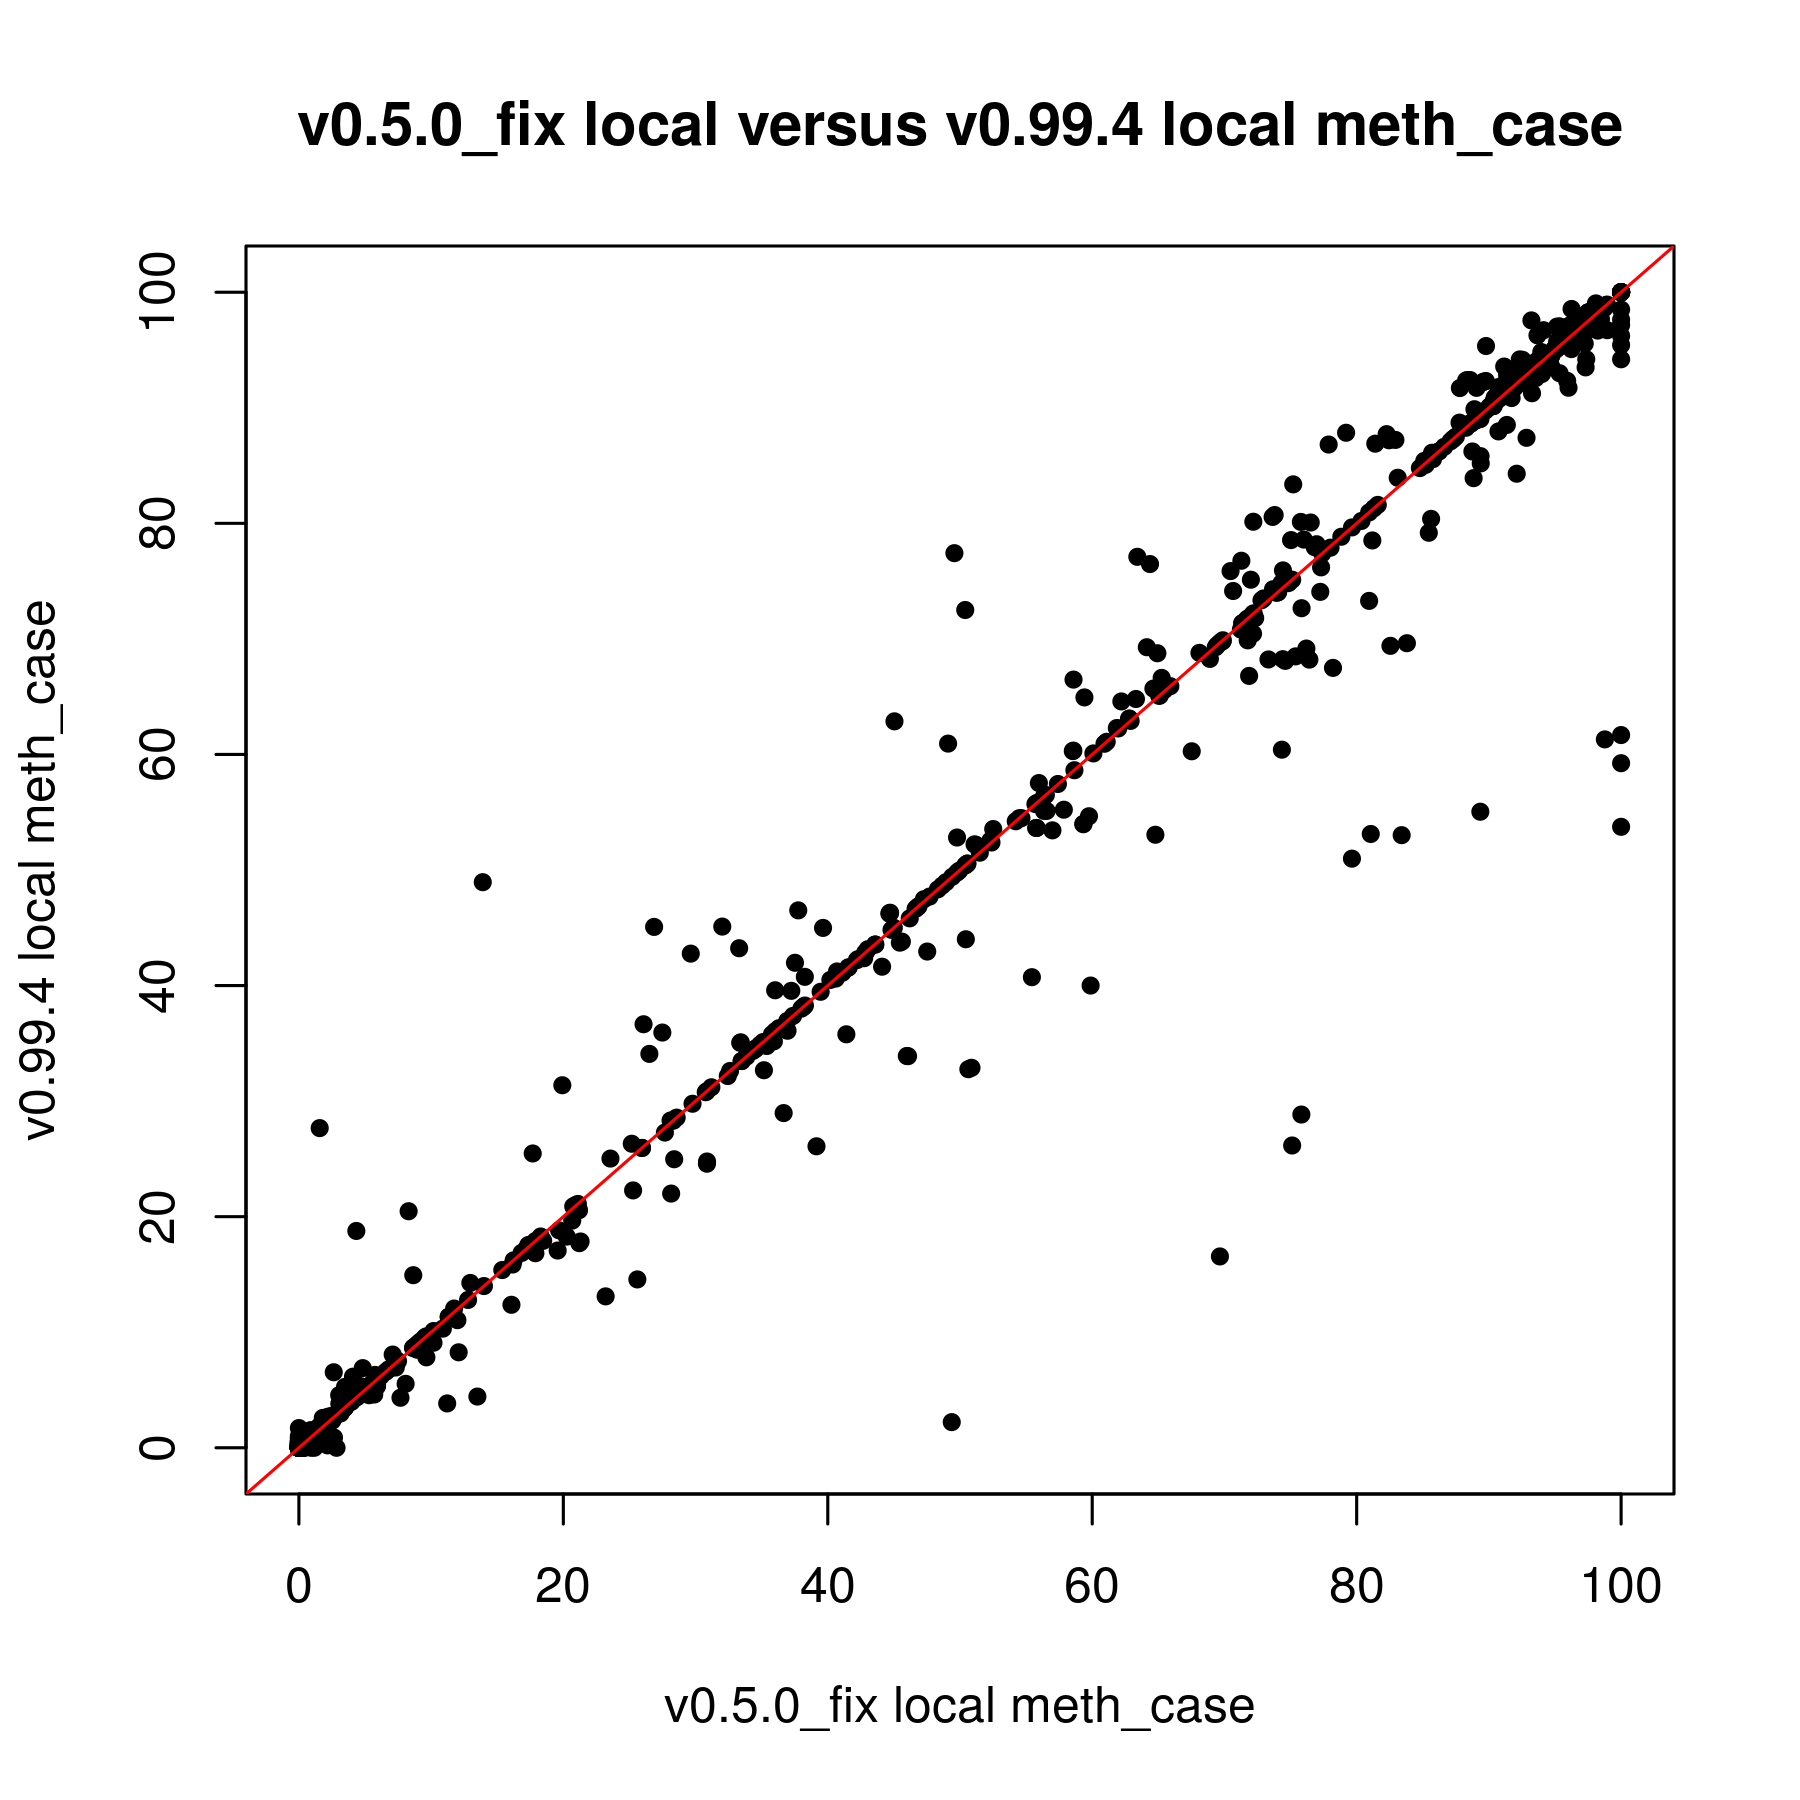 v0.5.0_fix local versus v0.99.4 local meth_case
100
80
60
40
20
0
v0.99.4 local meth_case
0 20 40 60 80 100
v0.5.0_fix local meth_case